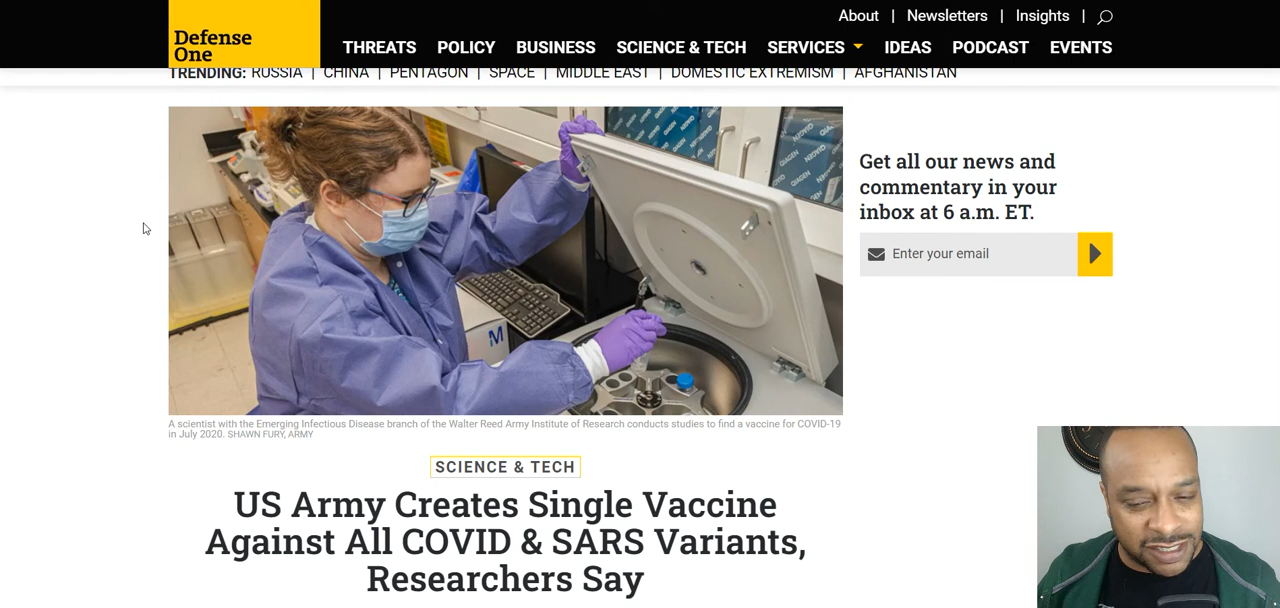 About | Newsletters | Insights |
Defense
One
THREATS POLICY BUSINESS SCIENCE & TECH SERVICES IDEAS PODCAST EVENTS
TRENDING: RUSSIA | CHINA | PENTAGON | SPACE | MIDDLE EAST | DOMESTIC EXTREMISM | AFGHANISTAN
QIAGEN
M
Get all our news and
commentary in your
inbox at 6 a.m. ET.
Enter your email
A scientist with the Emerging Infectious Disease branch of the Walter Reed Army Institute of Research conducts studies to find a vaccine for COVID-19
in July 2020. SHAWN FURY, ARMY
SCIENCE & TECH
US Army Creates Single Vaccine
Against All COVID & SARS Variants,
Researchers Say